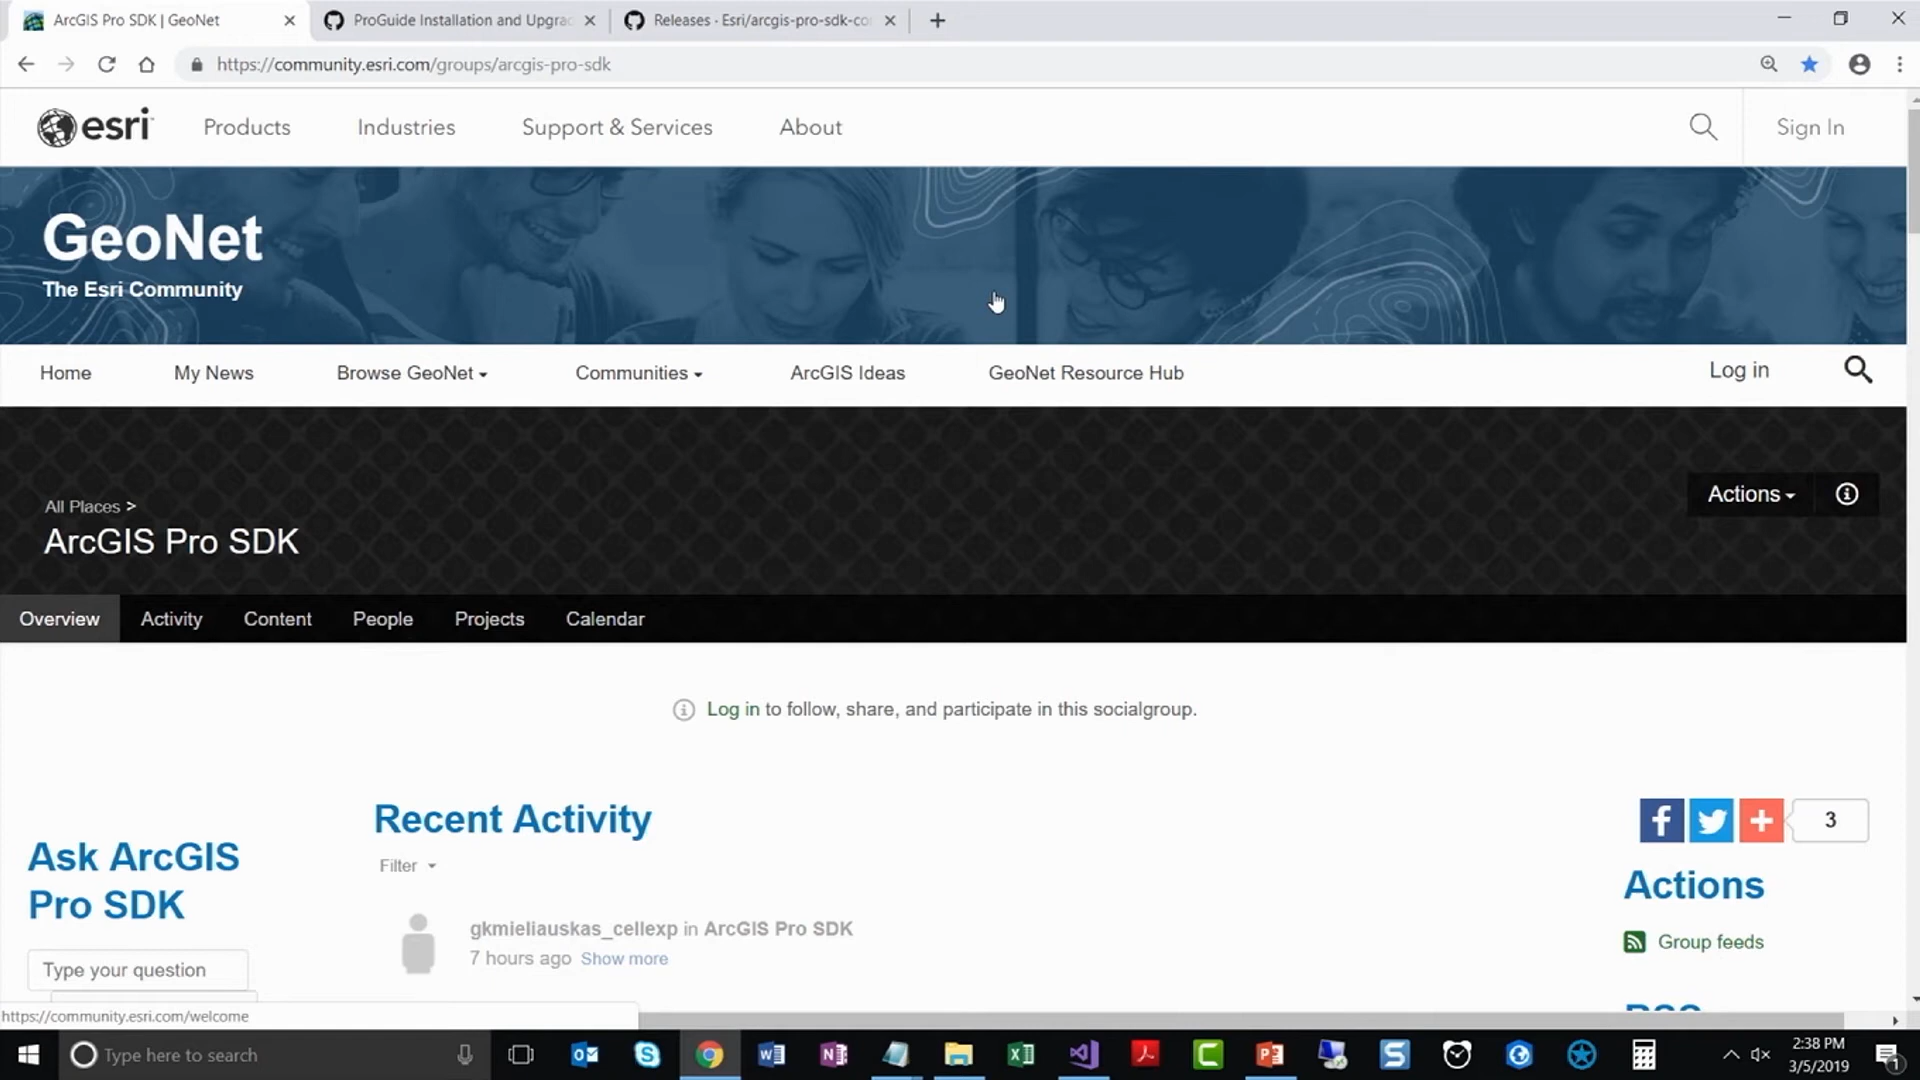 ArcGIS Pro SDK | GeoNet
ProGuide Installation and Upgrad
Releases · Esri/arcgis-pro-sdk-co
https://community.esri.com/groups/arcgis-pro-sdk
esri
Products
Industries
Support & Services
About
Sign In
GeoNet
The Esri Community
Home
My News
Browse GeoNet
Communities
ArcGIS Ideas
GeoNet Resource Hub
Log in
All Places >
ArcGIS Pro SDK
Actions
Overview
Activity
Content
People
Projects
Calendar
Log in to follow, share, and participate in this socialgroup.
Ask ArcGIS
Pro SDK
Type your question
Recent Activity
Filter
gkmieliauskas_cellexp in ArcGIS Pro SDK
7 hours ago Show more
3
Actions
Group feeds
https://community.esri.com/welcome
Type here to search
2:38 PM
3/5/2019
1